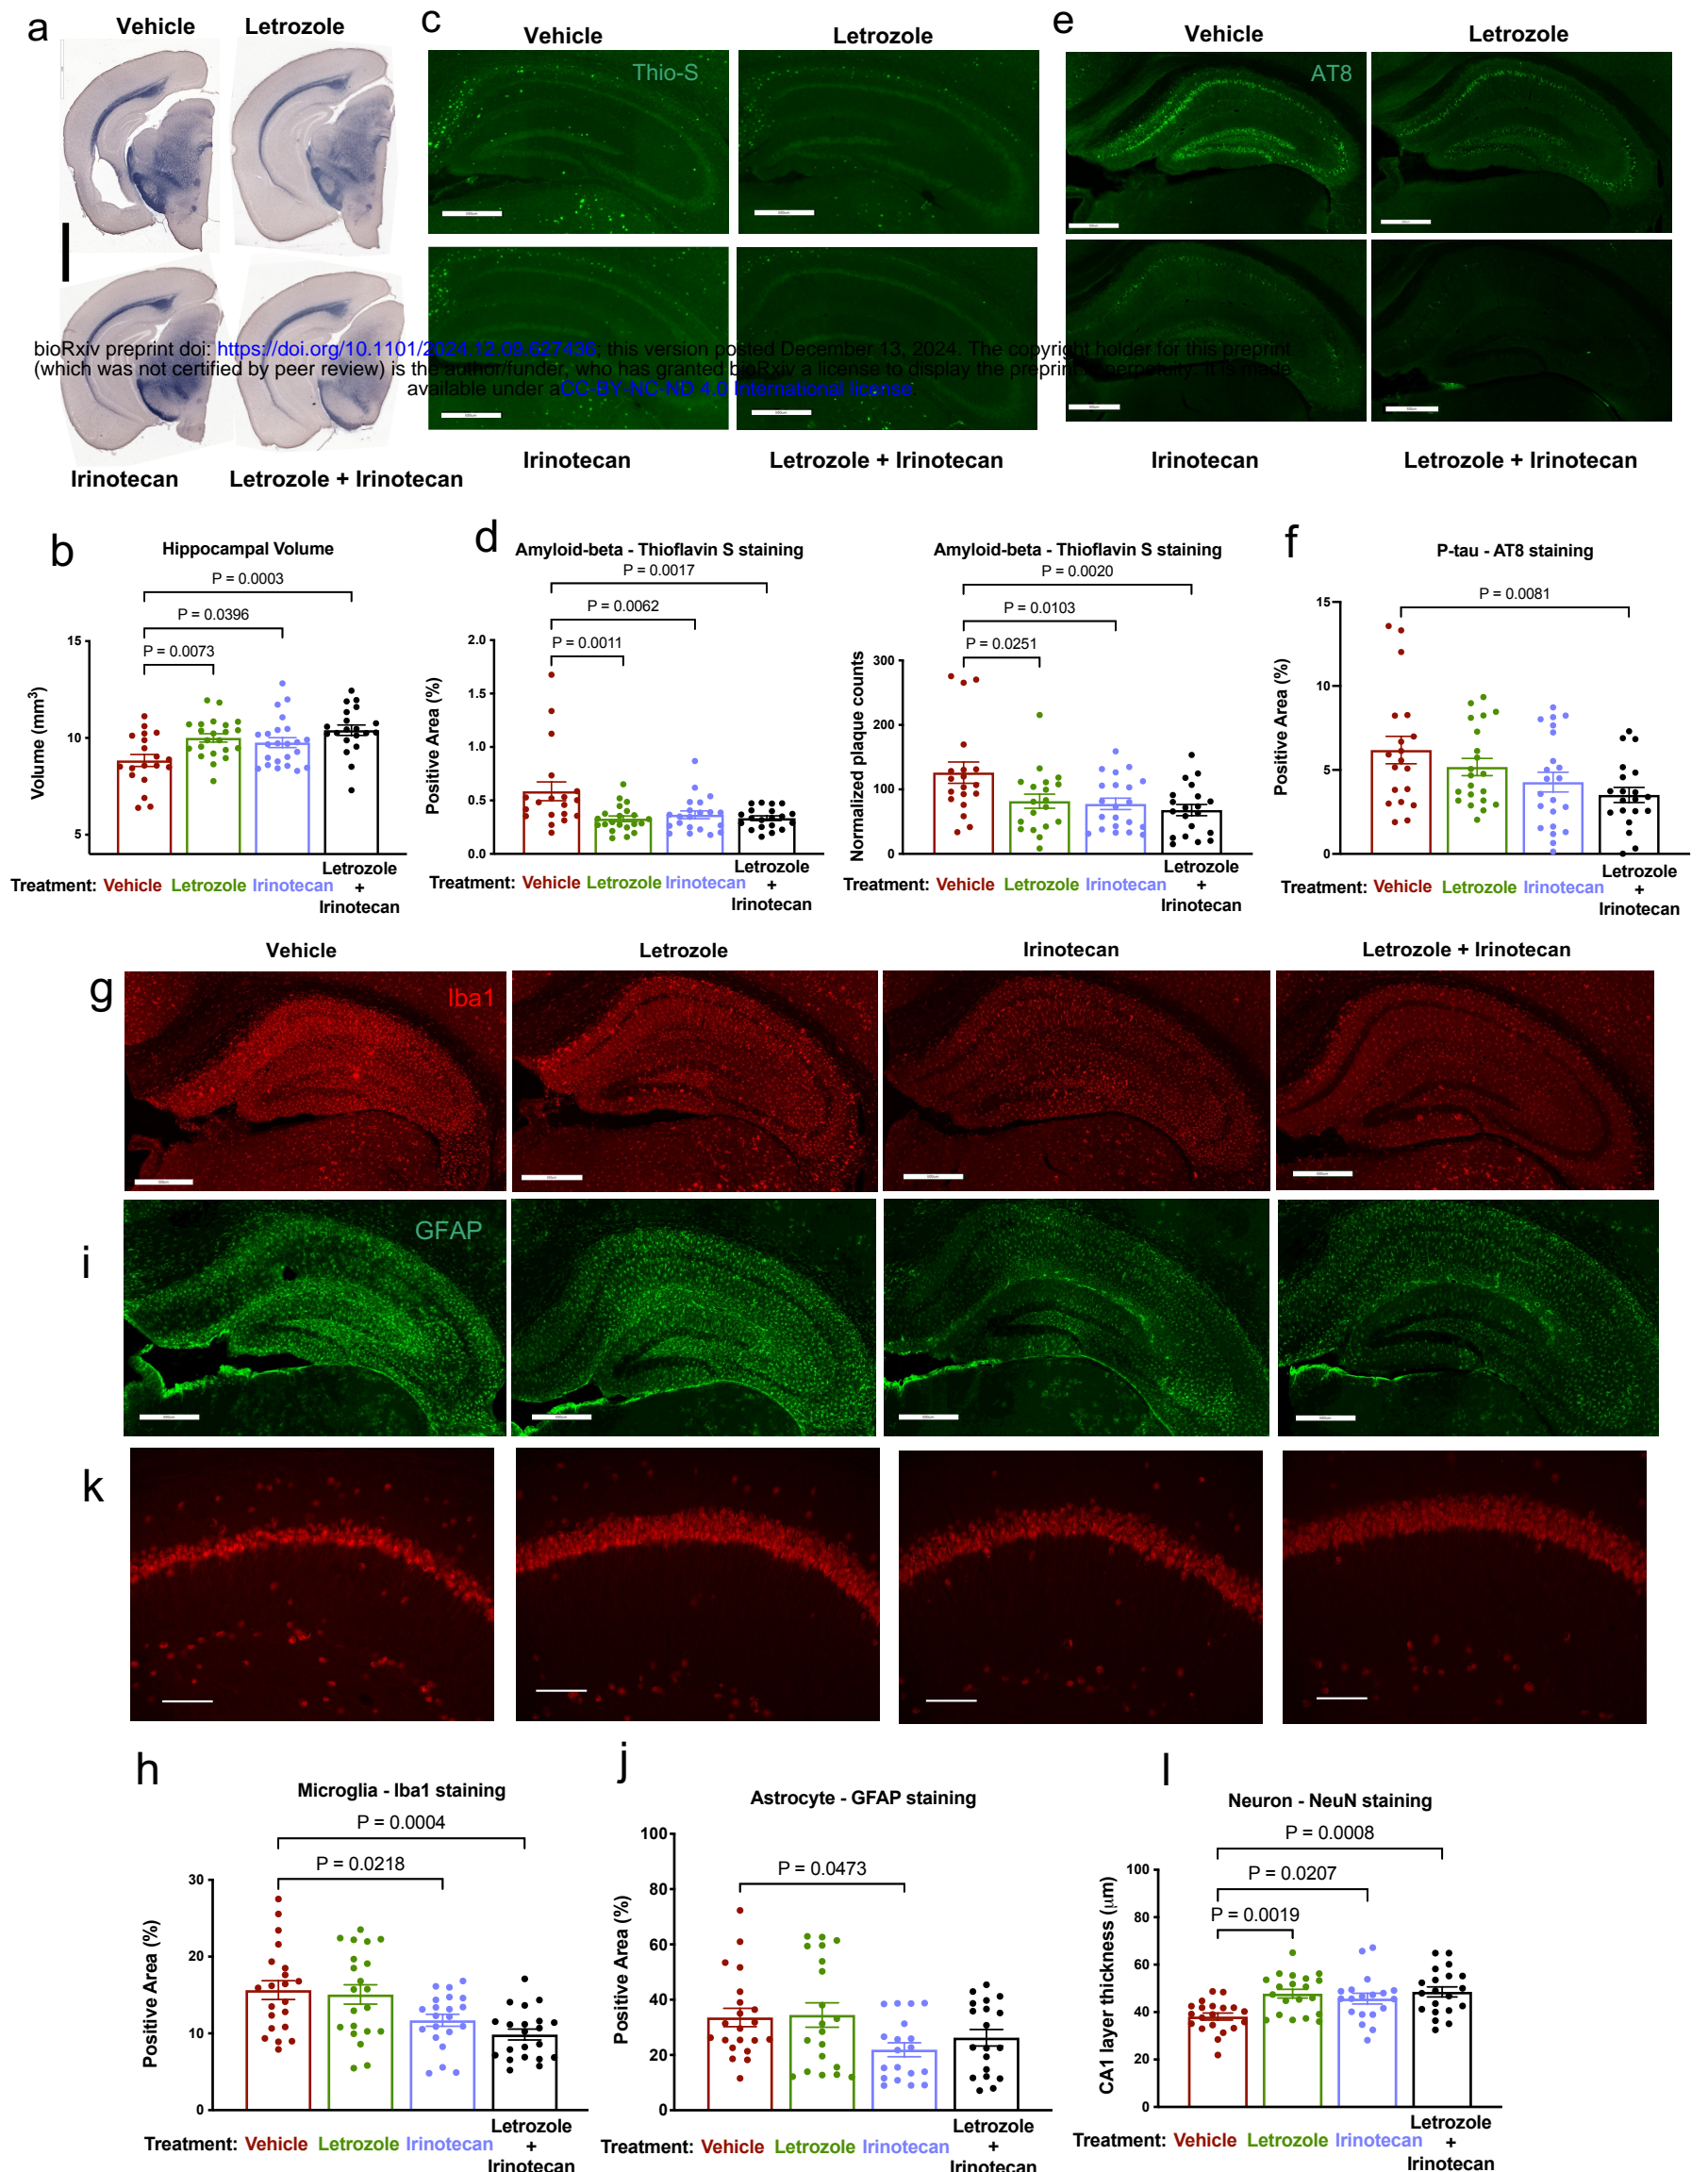 a
Vehicle
Letrozole
Irinotecan
Letrozole + Irinotecan
c
Vehicle
Letrozole
Thio-S
Irinotecan
Letrozole + Irinotecan
e
Vehicle
Letrozole
AT8
Irinotecan
Letrozole + Irinotecan
bioRxiv preprint doi: https://doi.org/10.1101/2024.12.09.627436; this version posted December 13, 2024. The copyright holder for this preprint
(which was not certified by peer review) is the author/funder, who has granted bioRxiv a license to display the preprint in perpetuity. It is made
available under aCC-BY-NC-ND 4.0 International license.
b
Hippocampal Volume
P = 0.0003
P = 0.0396
P = 0.0073
Volume (mm³)
15
10
5
Treatment: Vehicle Letrozole Irinotecan Letrozole
+
Irinotecan
d
Amyloid-beta - Thioflavin S staining
P = 0.0017
P = 0.0062
P = 0.0011
Positive Area (%)
2.0
1.5
1.0
0.5
0.0
Treatment: Vehicle Letrozole Irinotecan Letrozole
+
Irinotecan
Amyloid-beta - Thioflavin S staining
P = 0.0020
P = 0.0103
P = 0.0251
Normalized plaque counts
300
200
100
0
Treatment: Vehicle Letrozole Irinotecan Letrozole
+
Irinotecan
f
P-tau - AT8 staining
P = 0.0081
Positive Area (%)
15
10
5
0
Treatment: Vehicle Letrozole Irinotecan Letrozole
+
Irinotecan
Vehicle
Letrozole
Irinotecan
Letrozole + Irinotecan
g
Iba1
i
GFAP
k
h
Microglia - Iba1 staining
P = 0.0004
P = 0.0218
Positive Area (%)
30
20
10
0
Treatment: Vehicle Letrozole Irinotecan Letrozole
+
Irinotecan
j
Astrocyte - GFAP staining
P = 0.0473
Positive Area (%)
100
80
60
40
20
0
Treatment: Vehicle Letrozole Irinotecan Letrozole
+
Irinotecan
l
Neuron - NeuN staining
P = 0.0008
P = 0.0207
P = 0.0019
CA1 layer thickness (µm)
100
80
60
40
20
0
Treatment: Vehicle Letrozole Irinotecan Letrozole
+
Irinotecan